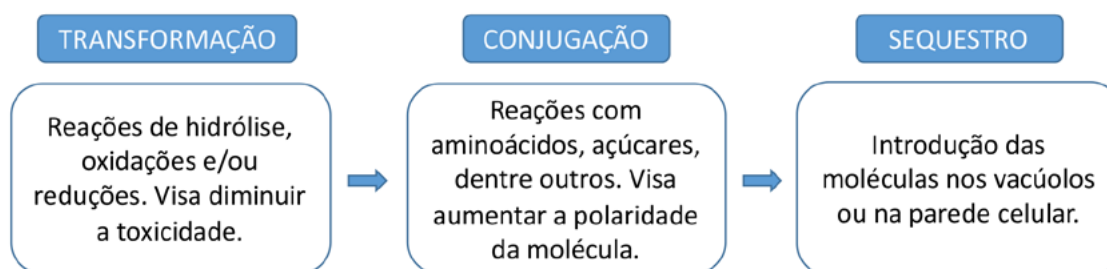 TRANSFORMAÇÃO
Reações de hidrólise,
oxidações e/ou
reduções. Visa diminuir
a toxicidade.
CONJUGAÇÃO
Reações com
aminoácidos, açúcares,
dentre outros. Visa
aumentar a polaridade
da molécula.
SEQUESTRO
Introdução das
moléculas nos vacúolos
ou na parede celular.